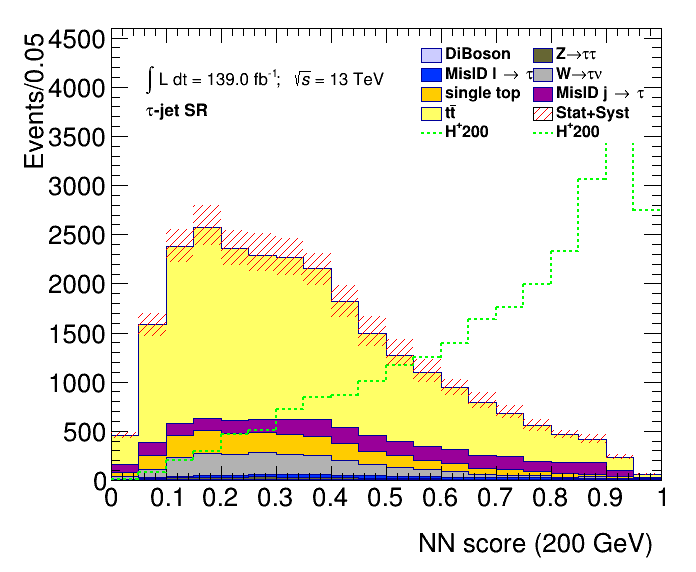 Events/0.05
4500
4000
3500
3000
2500
2000
1500
1000
500
0
∫ L dt = 139.0 fb⁻¹; √s = 13 TeV
τ-jet SR
DiBoson
Z→ττ
MisID l → τ
W→τν
single top
MisID j → τ
tt̄
Stat+Syst
H⁺200
H⁺200
0 0.1 0.2 0.3 0.4 0.5 0.6 0.7 0.8 0.9 1
NN score (200 GeV)